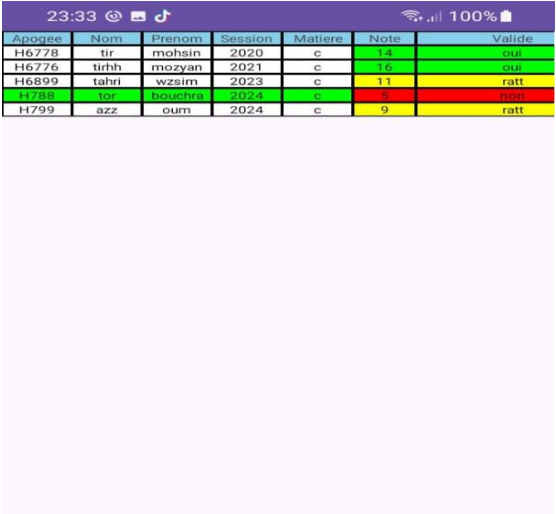 23:33 100%
Apogee Nom Prenom Session Matiere Note Valide
H6778 tir mohsin 2020 c 14 oui
H6776 tirhh mozyan 2021 c 16 oui
H6899 tahri wzsim 2023 c 11 ratt
H788 tor bouchra 2024 c 5 non
H799 azz oum 2024 c 9 ratt